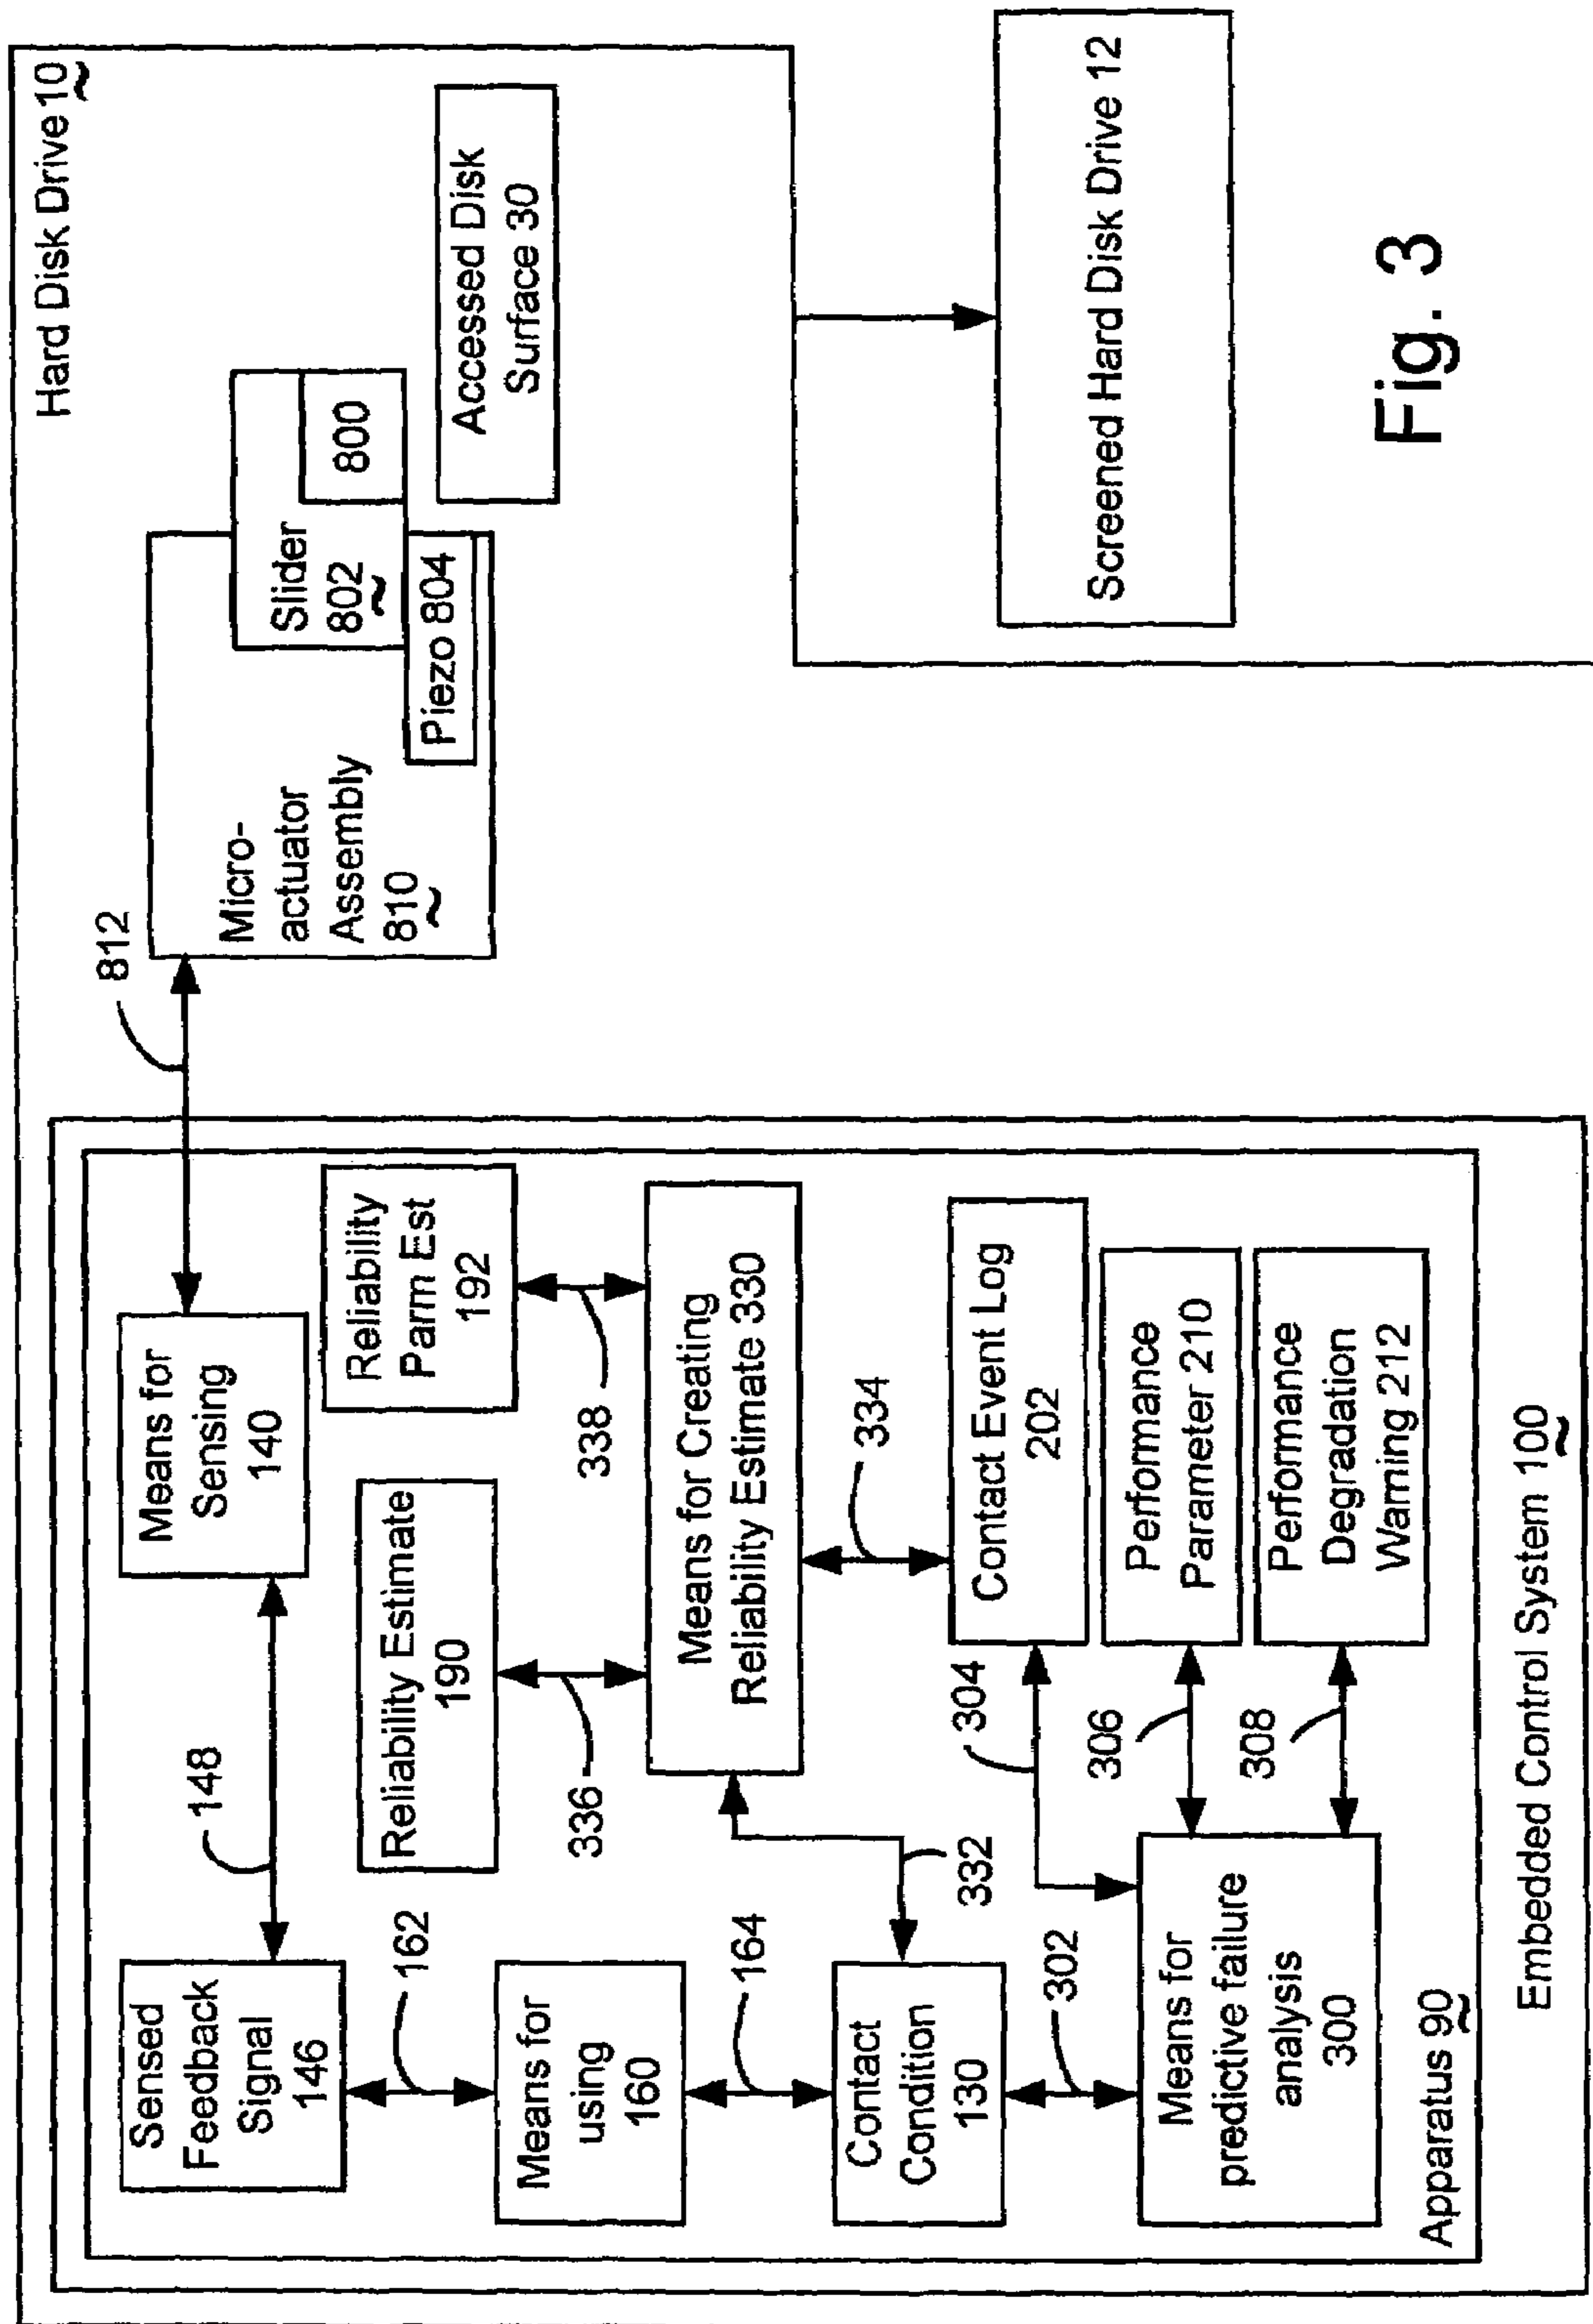 Hard Disk Drive 10
812
Micro-
actuator
Assembly
810
Slider
802
800
Piezo 804
Accessed Disk
Surface 30
Screened Hard Disk Drive 12
Sensed
Feedback
Signal
146
148
Means for
Sensing
140
162
Reliability Estimate
190
Reliability
Parm Est
192
Means for
using
160
336
338
164
Means for Creating
Reliability Estimate 330
Contact
Condition
130
332
334
302
304
Contact Event Log
202
Means for
predictive failure
analysis
300
306
Performance
Parameter 210
308
Performance
Degradation
Warning 212
Apparatus 90
Embedded Control System 100
Fig. 3